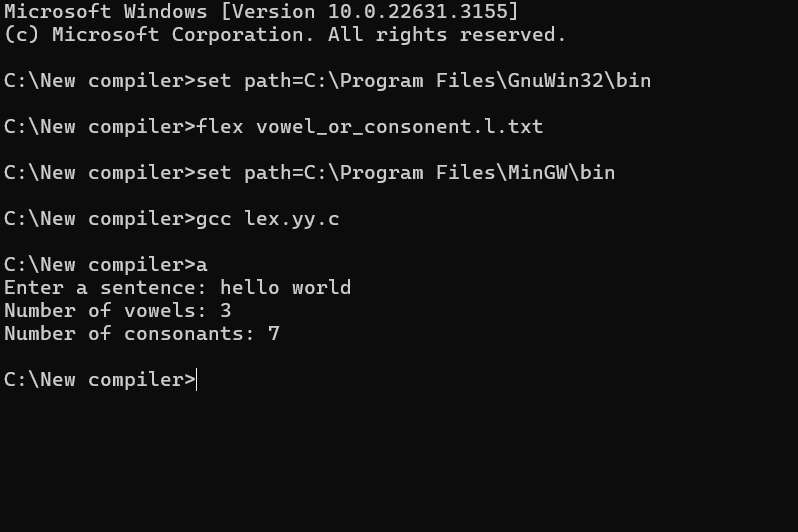 Microsoft Windows [Version 10.0.22631.3155]
(c) Microsoft Corporation. All rights reserved.
C:\New compiler>set path=C:\Program Files\GnuWin32\bin
C:\New compiler>flex vowel_or_consonent.l.txt
C:\New compiler>set path=C:\Program Files\MinGW\bin
C:\New compiler>gcc lex.yy.c
C:\New compiler>a
Enter a sentence: hello world
Number of vowels: 3
Number of consonants: 7
C:\New compiler>